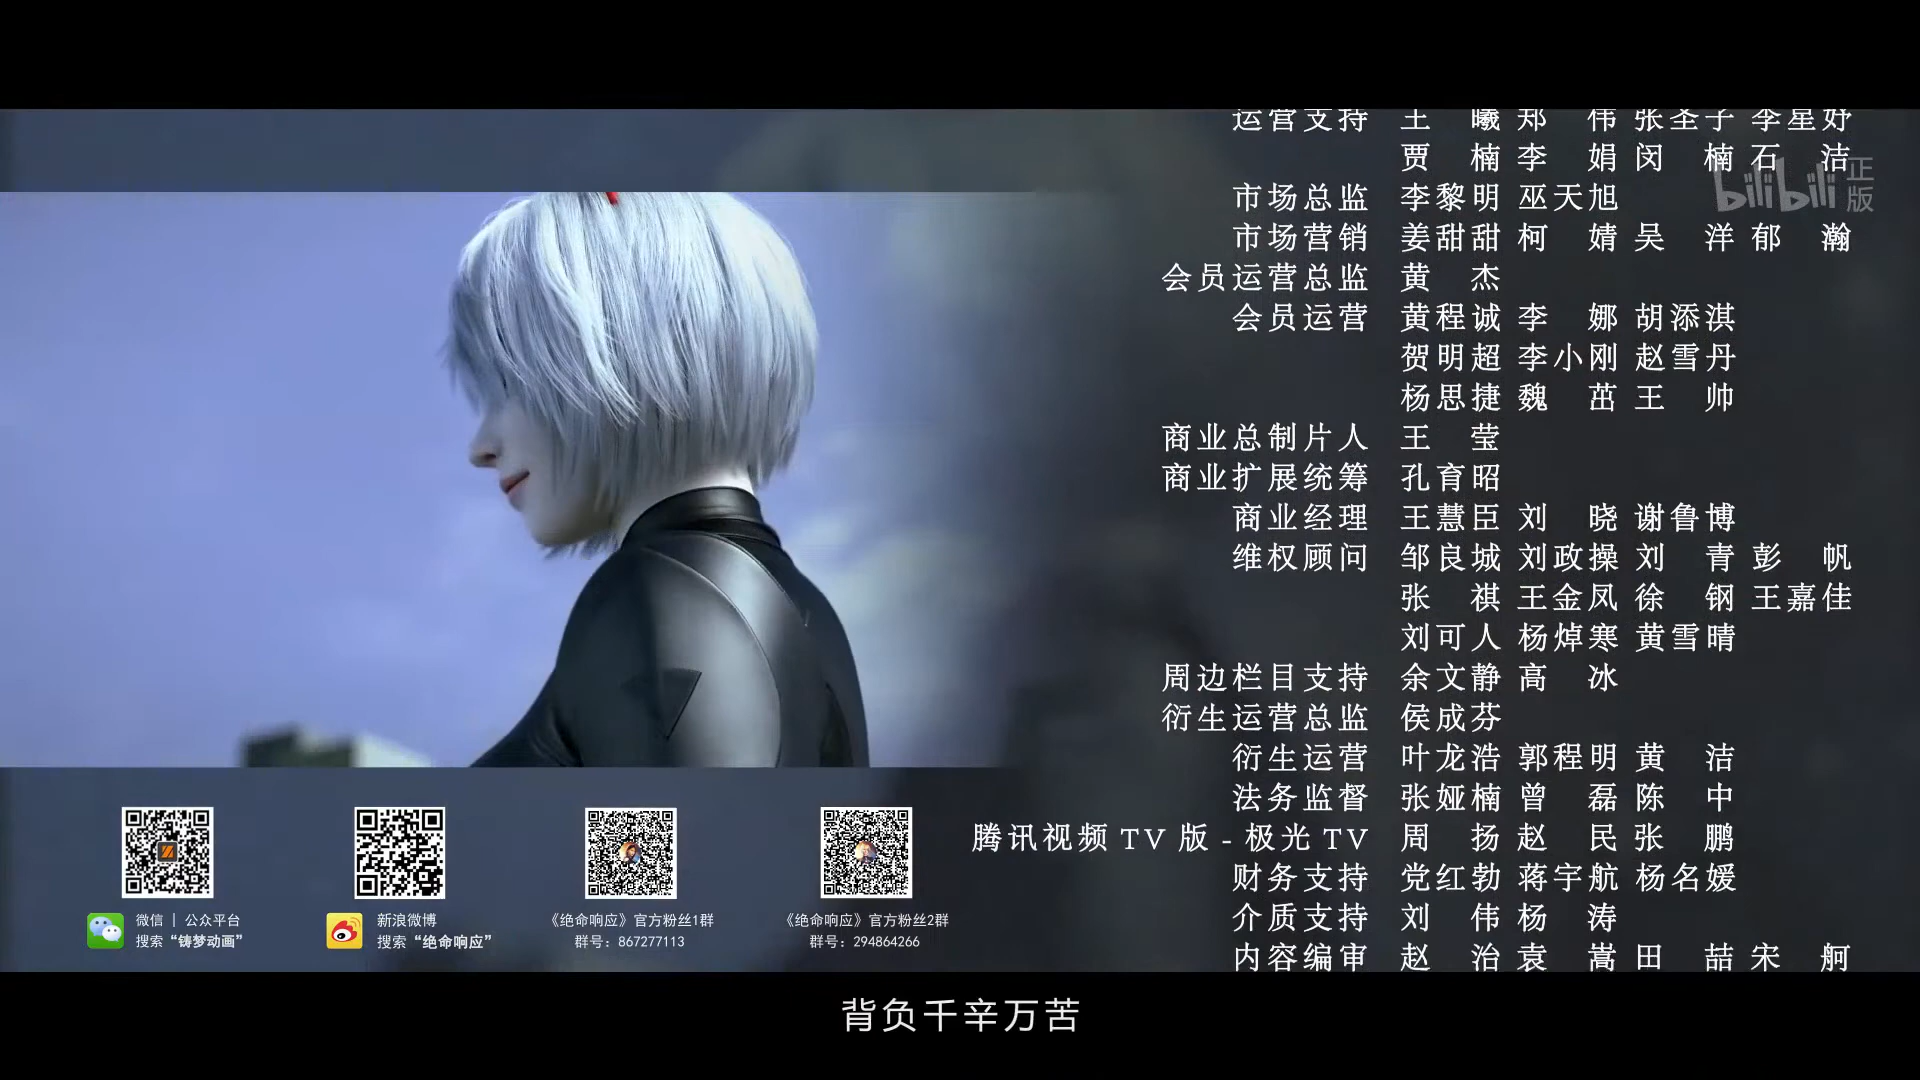 运营支持 王曦 郑伟 张圣子 李星妤
贾楠 李娟 闵楠 石洁
bilibili 正版
市场总监 李黎明 巫天旭
市场营销 姜甜甜 柯婧 吴洋 郁瀚
会员运营总监 黄杰
会员运营 黄程诚 李娜 胡添淇
贺明超 李小刚 赵雪丹
杨思捷 魏茁 王帅
商业总制片人 王莹
商业扩展统筹 孔育昭
商业经理 王慧臣 刘晓 谢鲁博
维权顾问 邹良城 刘政操 刘青 彭帆
张祺 王金凤 徐钢 王嘉佳
刘可人 杨焯寒 黄雪晴
周边栏目支持 余文静 高冰
衍生运营总监 侯成芬
衍生运营 叶龙浩 郭程明 黄洁
法务监督 张娅楠 曾磊 陈中
腾讯视频TV版-极光TV 周扬 赵民 张鹏
财务支持 党红勃 蒋宇航 杨名媛
介质支持 刘伟 杨涛
内容编审 赵治 袁嵩 田喆 宋舸
微信 | 公众平台
搜索“铸梦动画”
新浪微博
搜索“绝命响应”
《绝命响应》官方粉丝1群
群号：867277113
《绝命响应》官方粉丝2群
群号：294864266
背负千辛万苦